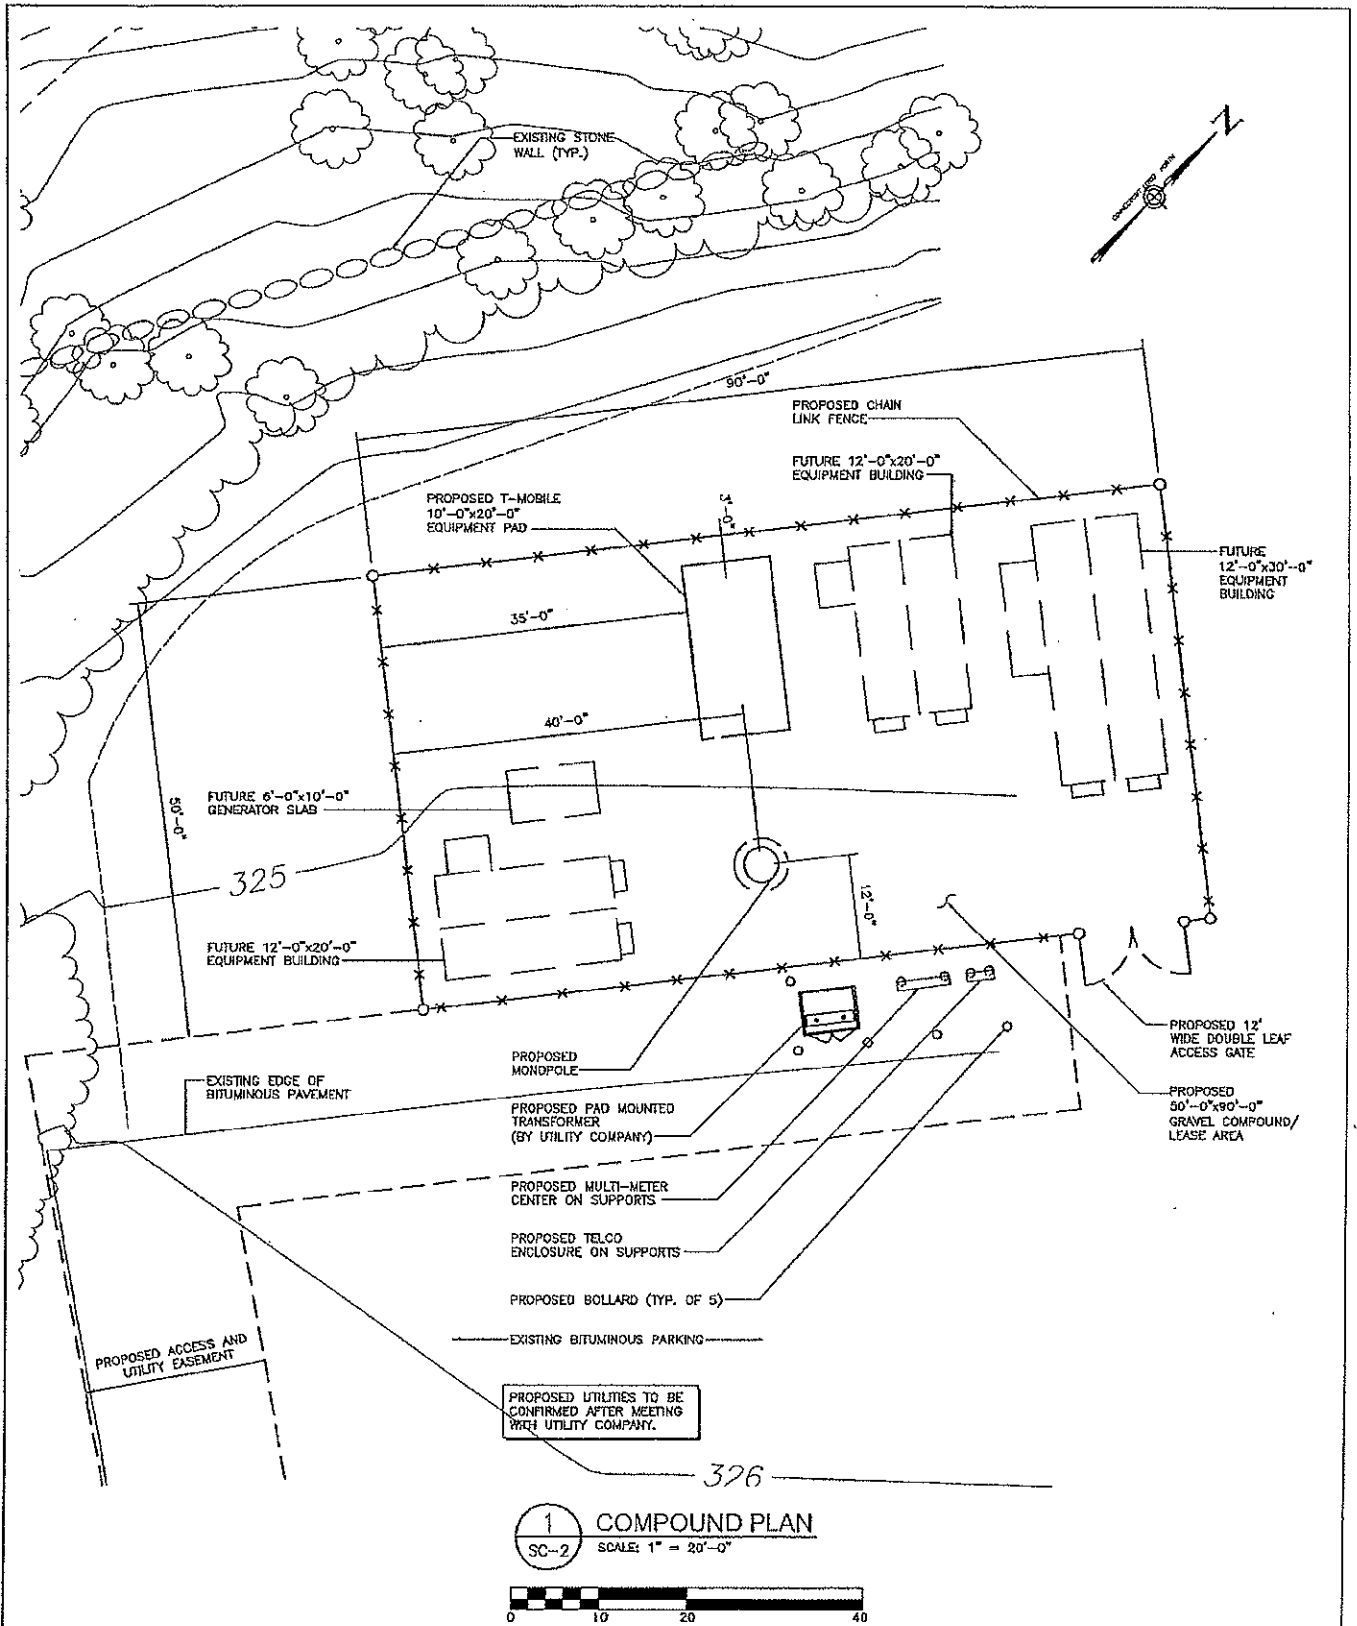 EXISTING STONE
WALL (TYP.)
N
90'-0"
PROPOSED CHAIN
LINK FENCE
FUTURE 12'-0"x20'-0"
EQUIPMENT BUILDING
PROPOSED T-MOBILE
10'-0"x20'-0"
EQUIPMENT PAD
3'-0"
FUTURE
12'-0"x30'-0"
EQUIPMENT
BUILDING
35'-0"
40'-0"
50'-0"
FUTURE 6'-0"x10'-0"
GENERATOR SLAB
325
12'-0"
FUTURE 12'-0"x20'-0"
EQUIPMENT BUILDING
PROPOSED
MONOPOLE
PROPOSED 12'
WIDE DOUBLE LEAF
ACCESS GATE
EXISTING EDGE OF
BITUMINOUS PAVEMENT
PROPOSED PAD MOUNTED
TRANSFORMER
(BY UTILITY COMPANY)
PROPOSED
50'-0"x90'-0"
GRAVEL COMPOUND/
LEASE AREA
PROPOSED MULTI-METER
CENTER ON SUPPORTS
PROPOSED TELCO
ENCLOSURE ON SUPPORTS
PROPOSED BOLLARD (TYP. OF 5)
EXISTING BITUMINOUS PARKING
PROPOSED ACCESS AND
UTILITY EASEMENT
PROPOSED UTILITIES TO BE
CONFIRMED AFTER MEETING
WITH UTILITY COMPANY.
326
1
SC-2
COMPOUND PLAN
SCALE: 1" = 20'-0"
0 10 20 40